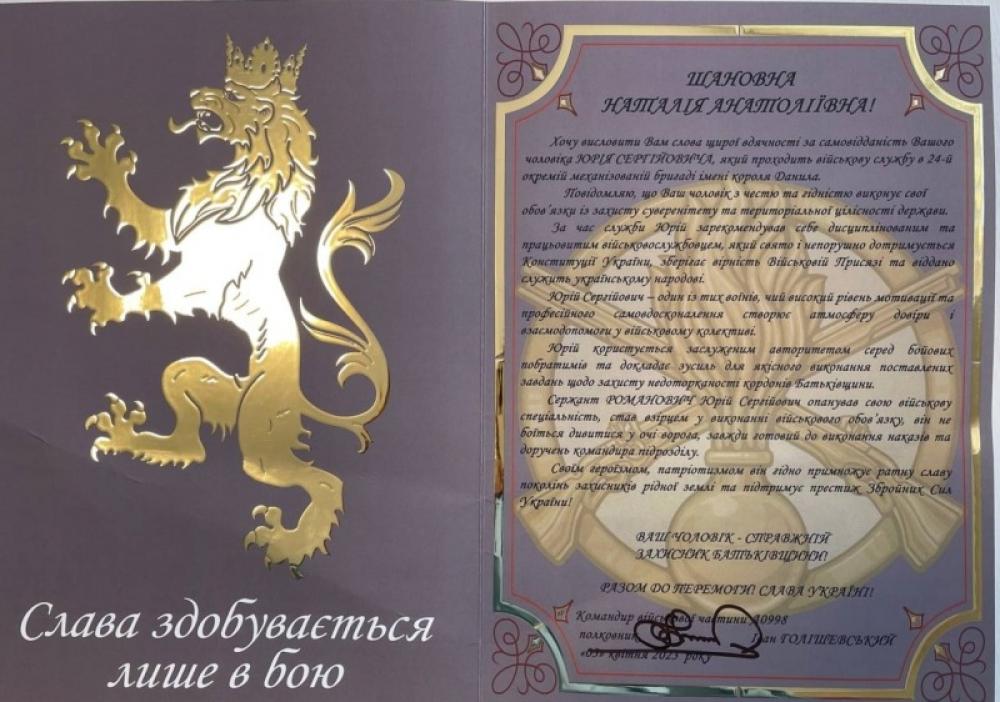 Слава здобувається
лише в бою
ШАНОВНА
НАТАЛІЯ АНАТОЛІЇВНА!
Хочу висловити Вам слова щирої вдячності за самовідданість Вашого
чоловіка ЮРІЯ СЕРГІЙОВИЧА, який проходить військову службу в 24-й
окремій механізованій бригаді імені короля Данила.
Повідомляю, що Ваш чоловік з честю та гідністю виконує свої
обов'язки із захисту суверенітету та територіальної цілісності держави.
За час служби Юрій зарекомендував себе дисциплінованим та
працьовитим військовослужбовцем, який свято і непорушно дотримується
Конституції України, зберігає вірність Військовій Присязі та віддано
служить українському народові.
Юрій Сергійович – один із тих воїнів, чий високий рівень мотивації та
професійного самовдосконалення створює атмосферу довіри і
взаємодопомоги у військовому колективі.
Юрій користується заслуженим авторитетом серед бойових
побратимів та докладає зусиль для якісного виконання поставлених
завдань щодо захисту недоторканості кордонів Батьківщини.
Сержант РОМАНОВИЧ Юрій Сергійович опанував свою військову
спеціальність, став взірцем у виконанні військового обов'язку, він не
боїться дивитися у очі ворога, завжди готовий до виконання наказів та
доручень командира підрозділу.
Своїм героїзмом, патріотизмом він гідно примножує ратну славу
поколінь захисників рідної землі та підтримує престиж Збройних Сил
України!
ВАШ ЧОЛОВІК - СПРАВЖНІЙ
ЗАХИСНИК БАТЬКІВЩИНИ!
РАЗОМ ДО ПЕРЕМОГИ! СЛАВА УКРАЇНІ!
Командир військової частини А0998
полковник Іван ГОЛІШЕВСЬКИЙ
«03» квітня 2023 року